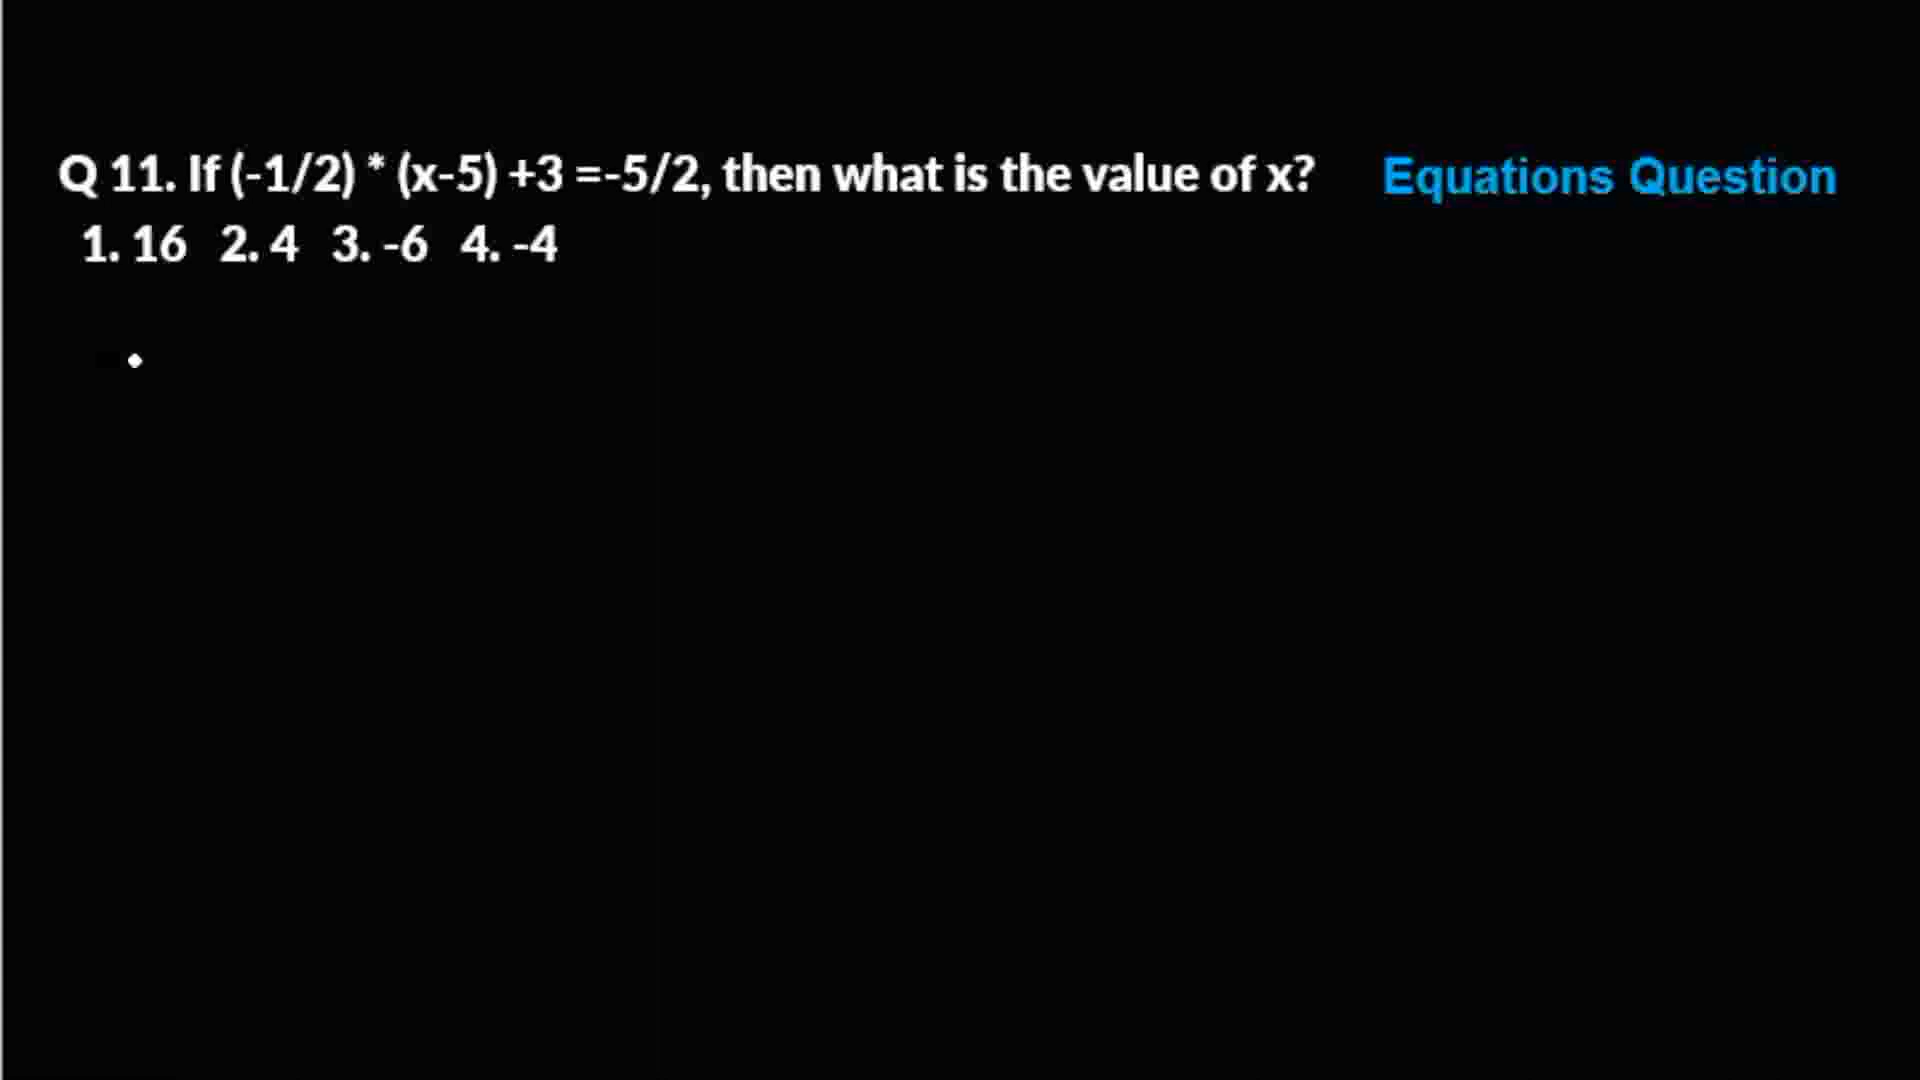 Q 11. If (-1/2) * (x-5) +3 =-5/2, then what is the value of x? Equations Question
1. 16 2. 4 3. -6 4. -4